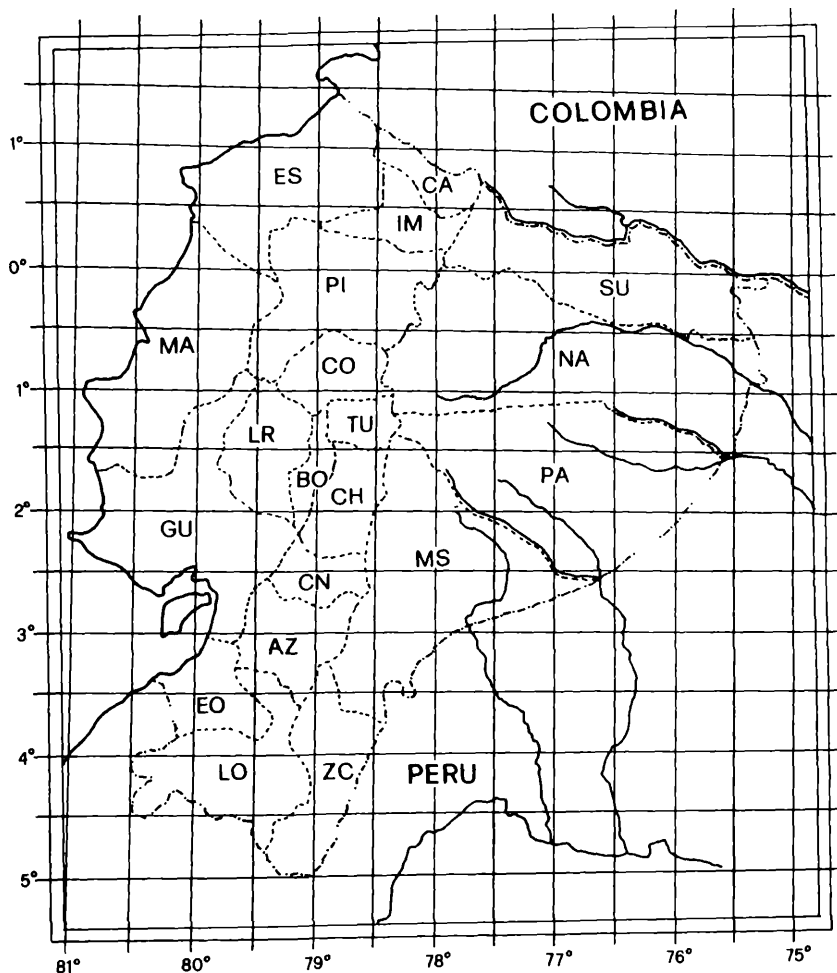 COLOMBIA
1°
ES
CA
IM
0°
PI
SU
MA
CO
NA
1°
LR
TU
BO
CH
PA
2°
GU
MS
CN
3°
AZ
EO
4°
LO
ZC
PERU
5°
81°
80°
79°
78°
77°
76°
75°